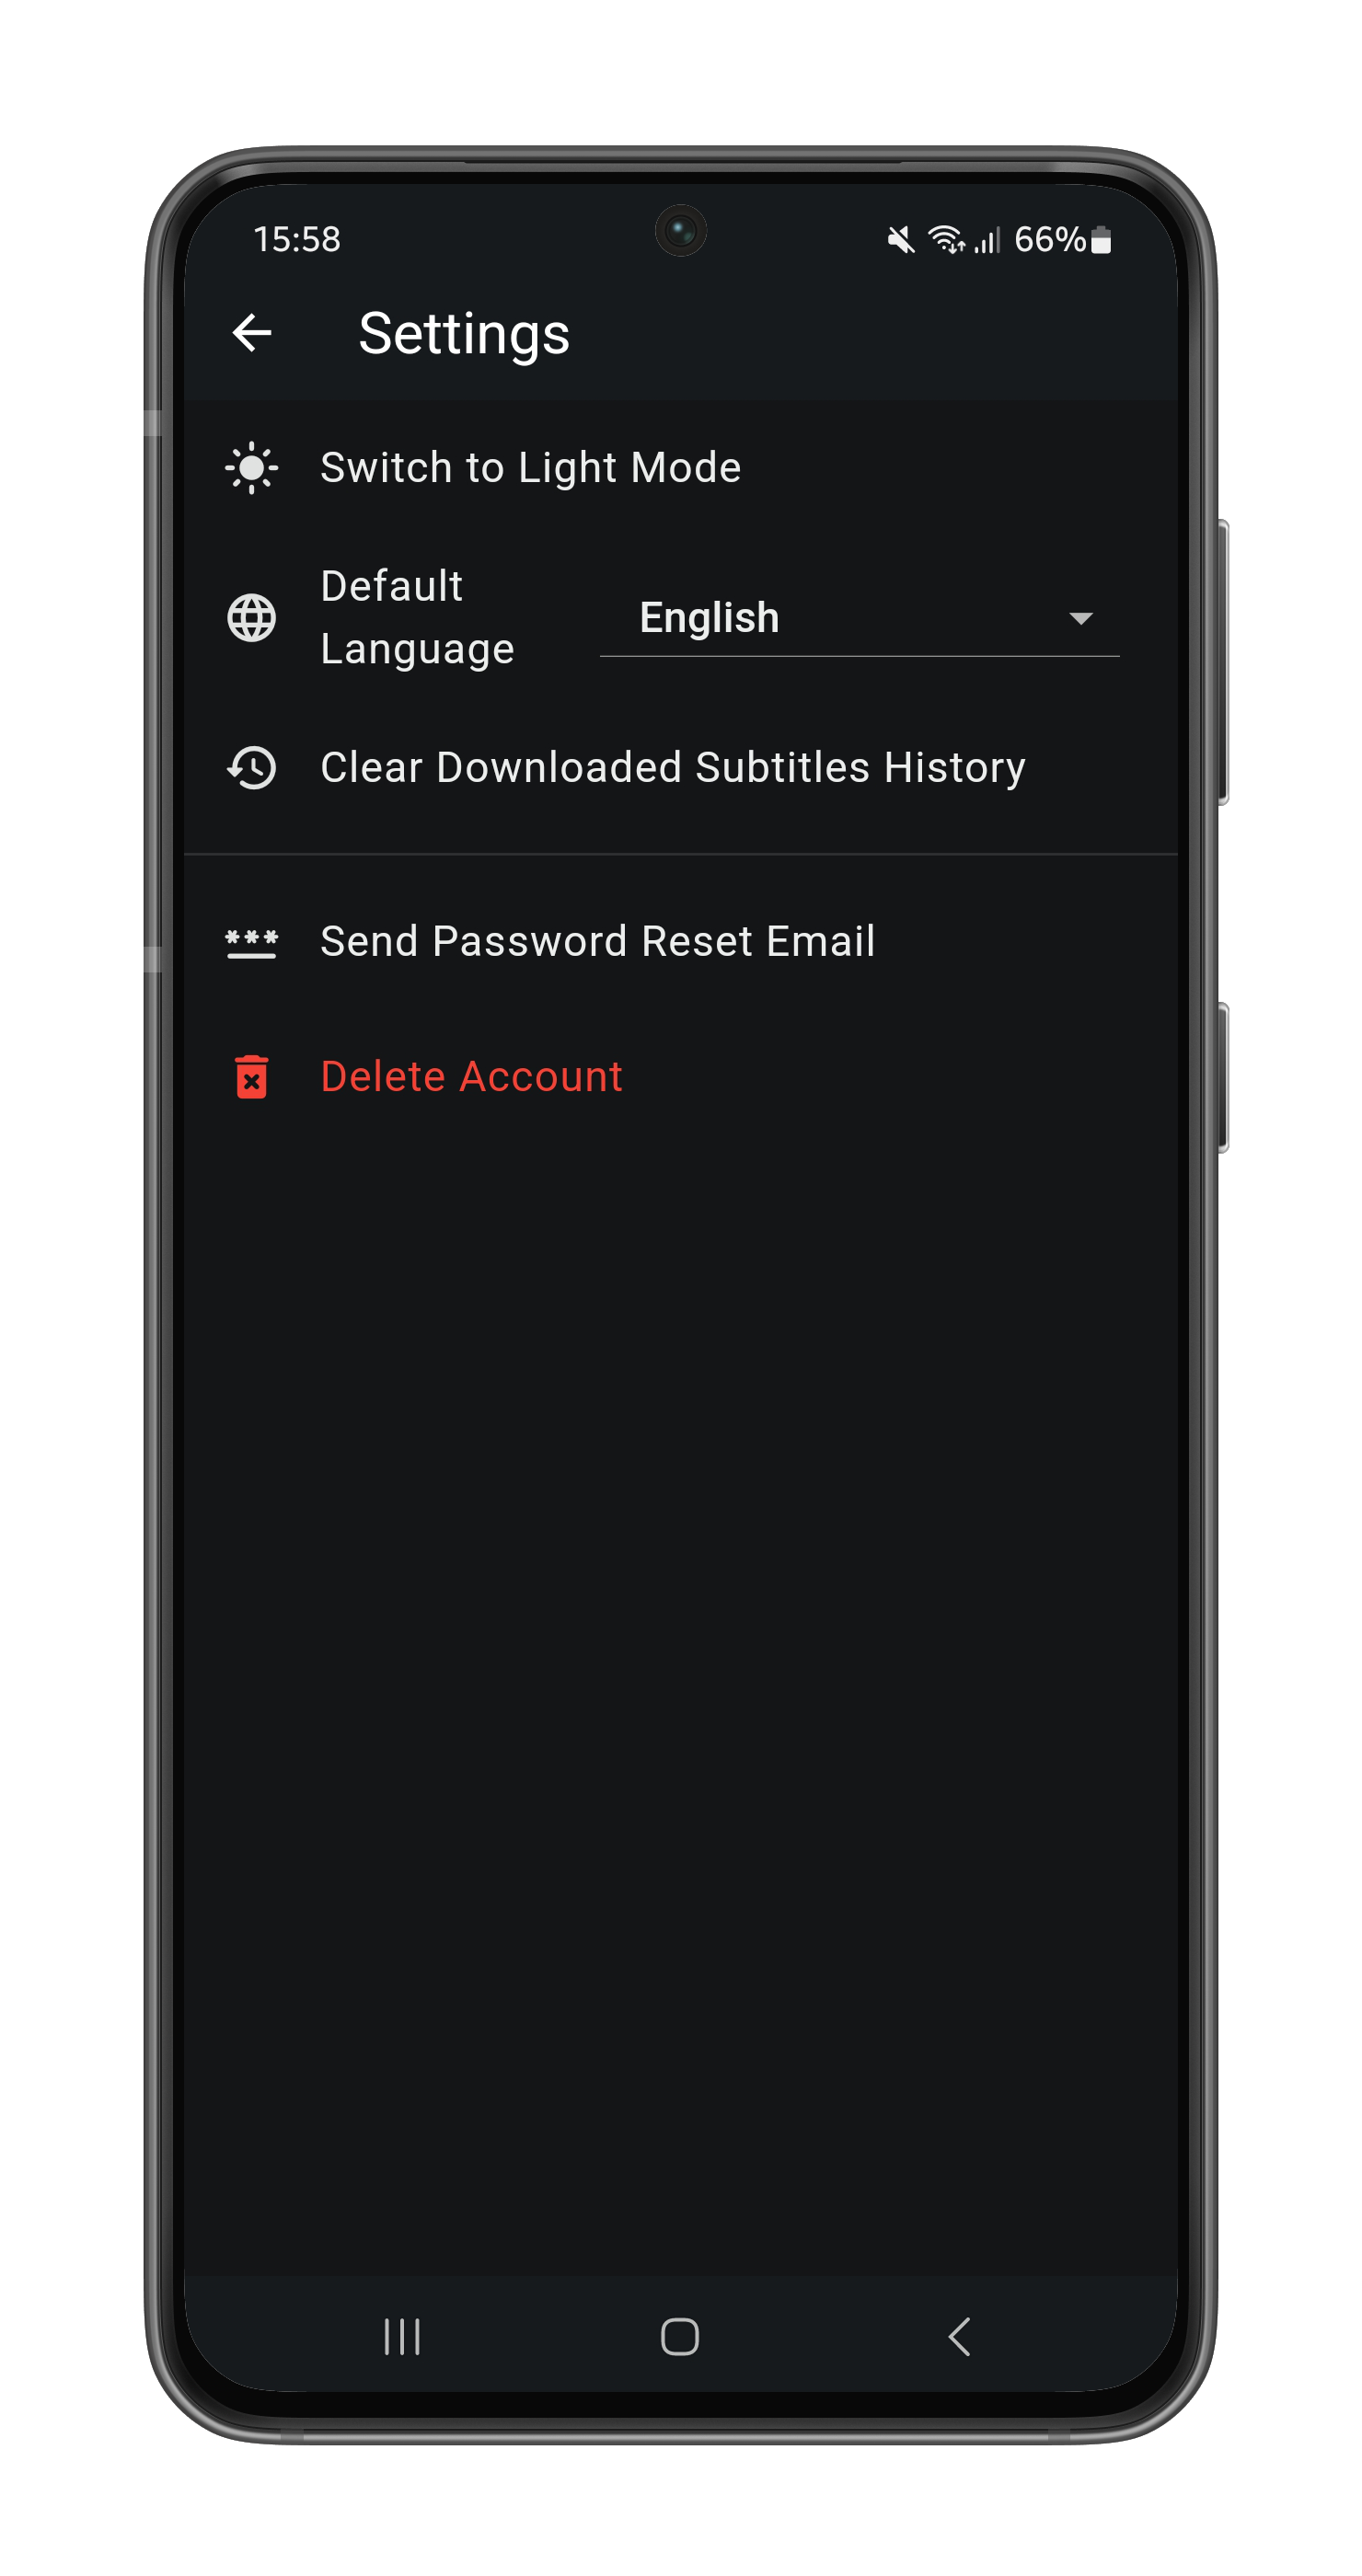 15:58 66%
Settings
Switch to Light Mode
Default
Language
English
Clear Downloaded Subtitles History
Send Password Reset Email
Delete Account